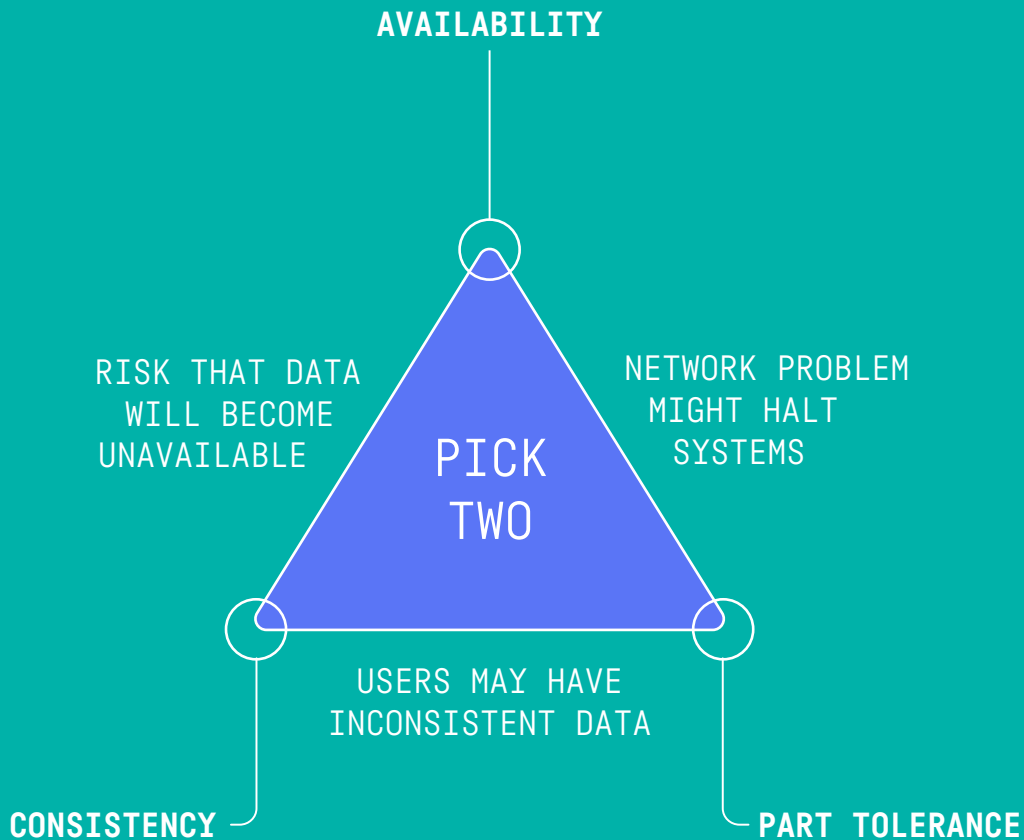 AVAILABILITY
RISK THAT DATA
WILL BECOME
UNAVAILABLE
NETWORK PROBLEM
MIGHT HALT
SYSTEMS
PICK
TWO
USERS MAY HAVE
INCONSISTENT DATA
CONSISTENCY
PART TOLERANCE